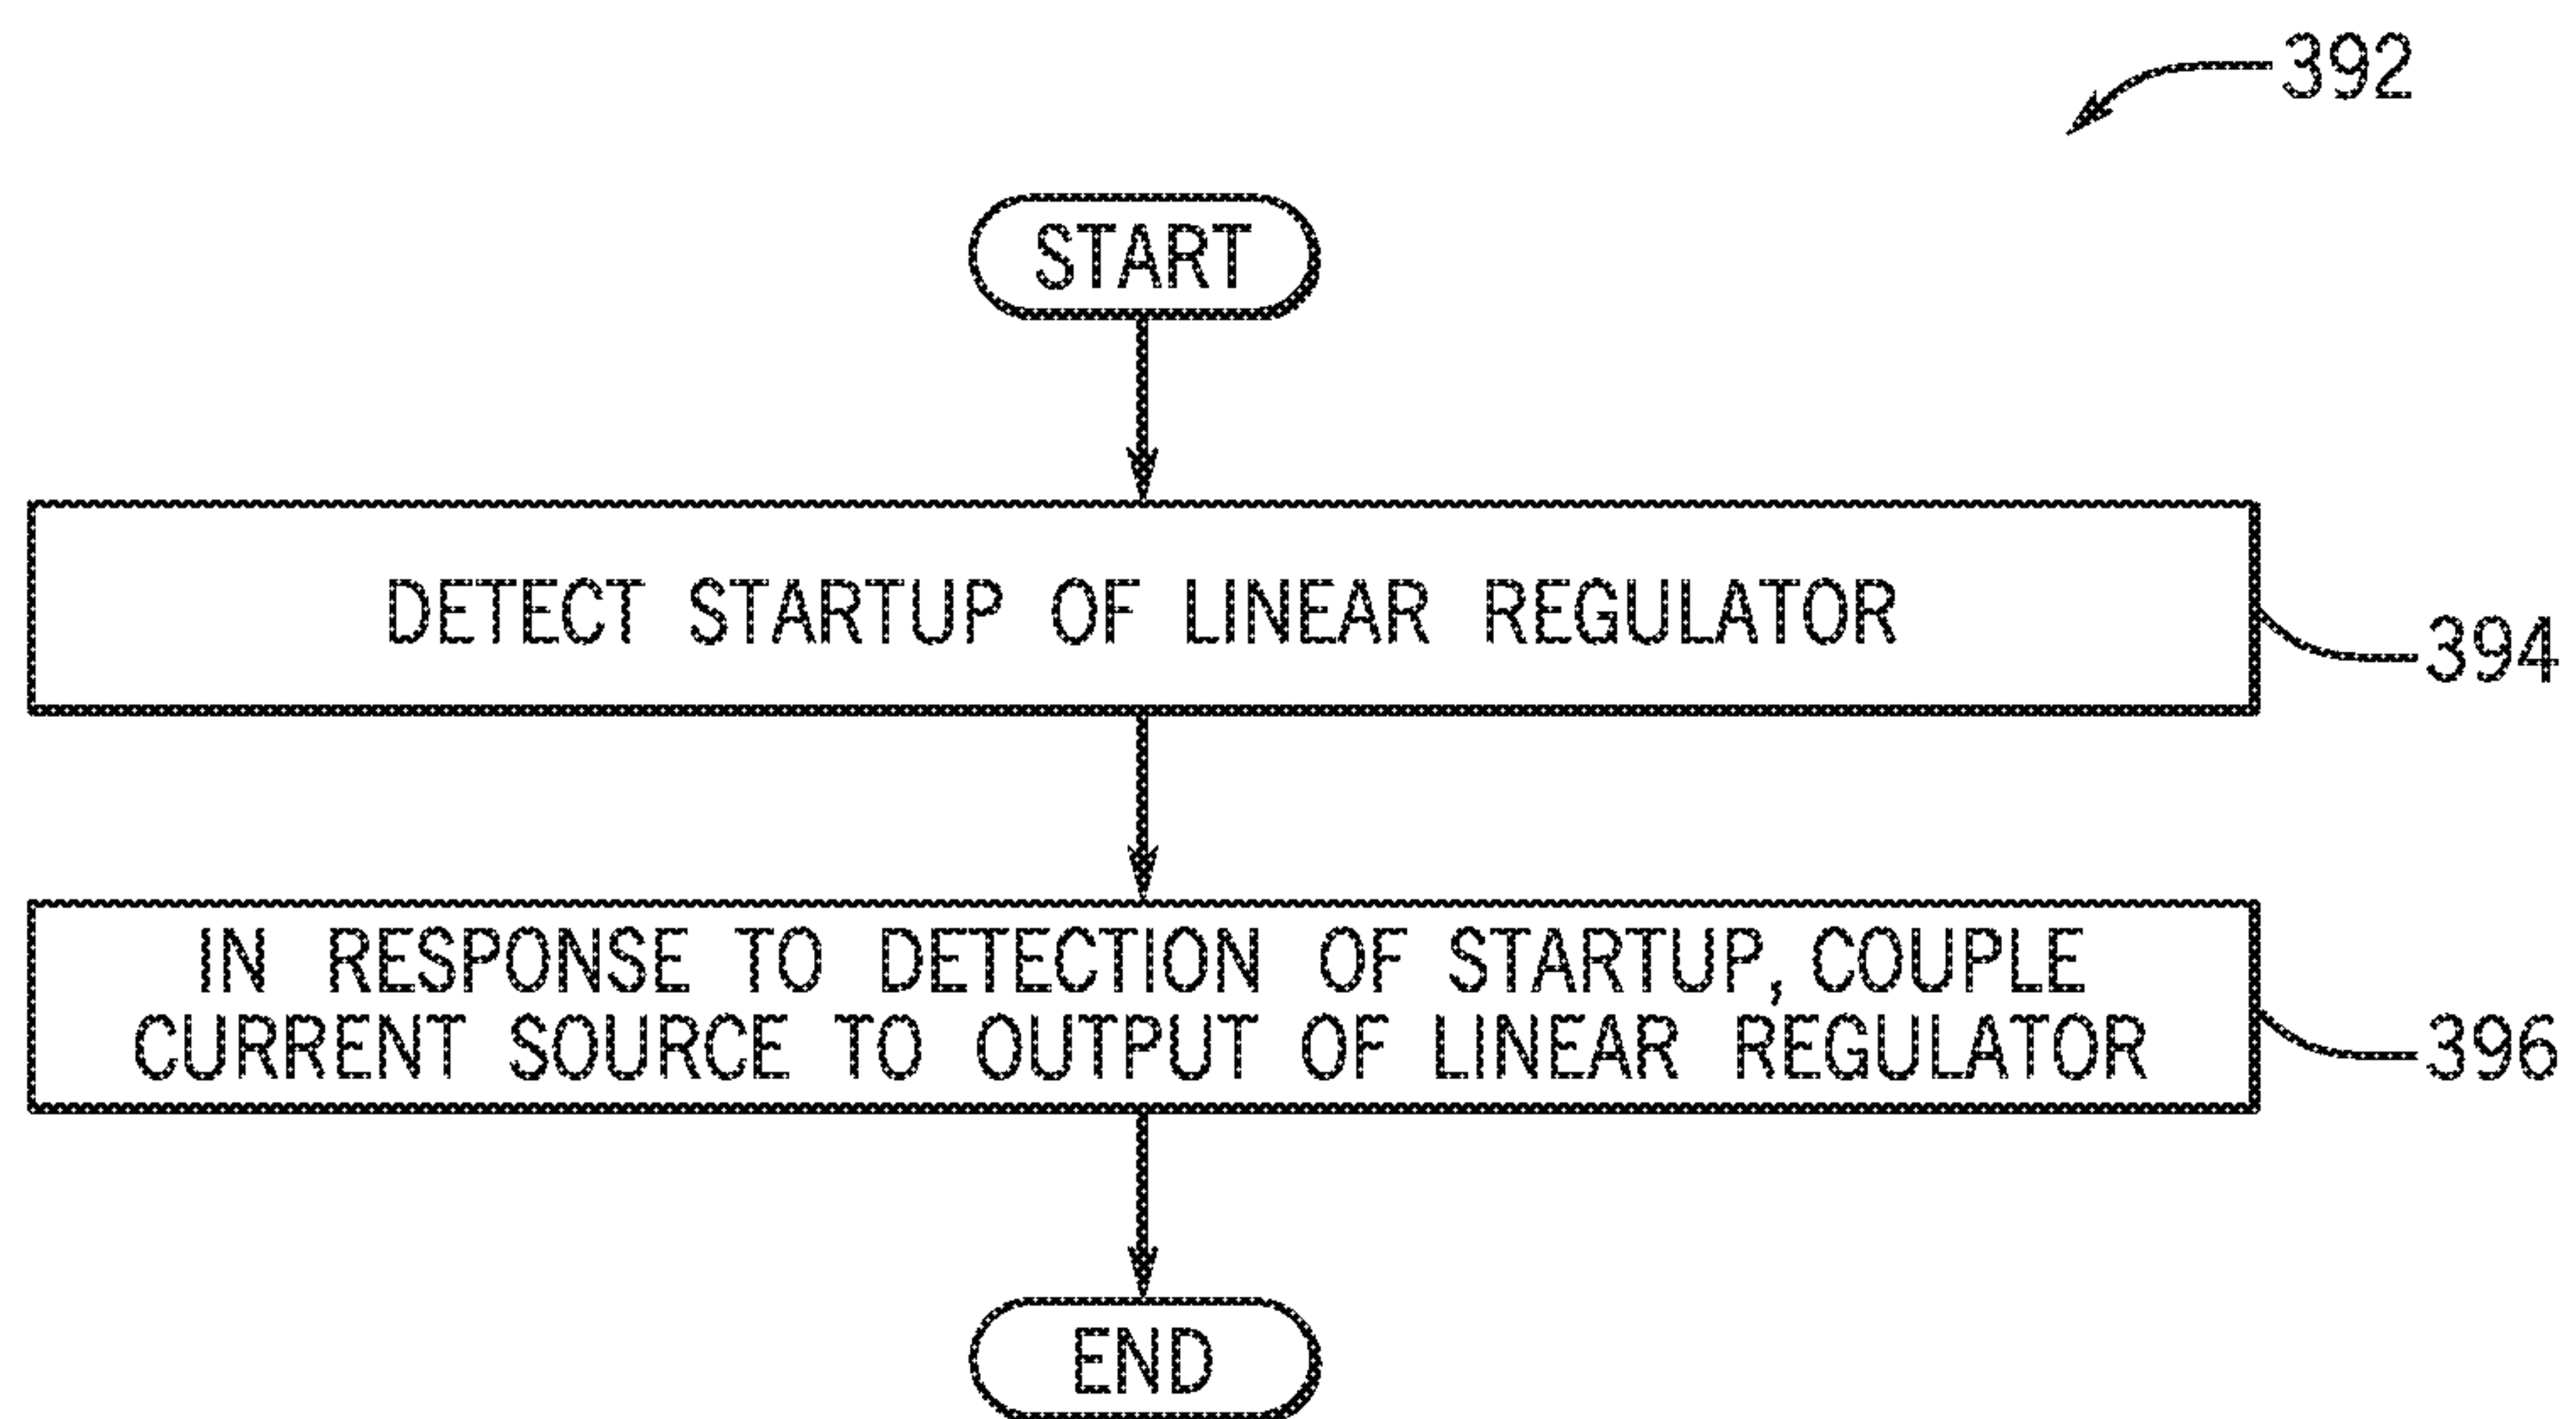 392
START
DETECT STARTUP OF LINEAR REGULATOR
394
IN RESPONSE TO DETECTION OF STARTUP, COUPLE
CURRENT SOURCE TO OUTPUT OF LINEAR REGULATOR
396
END